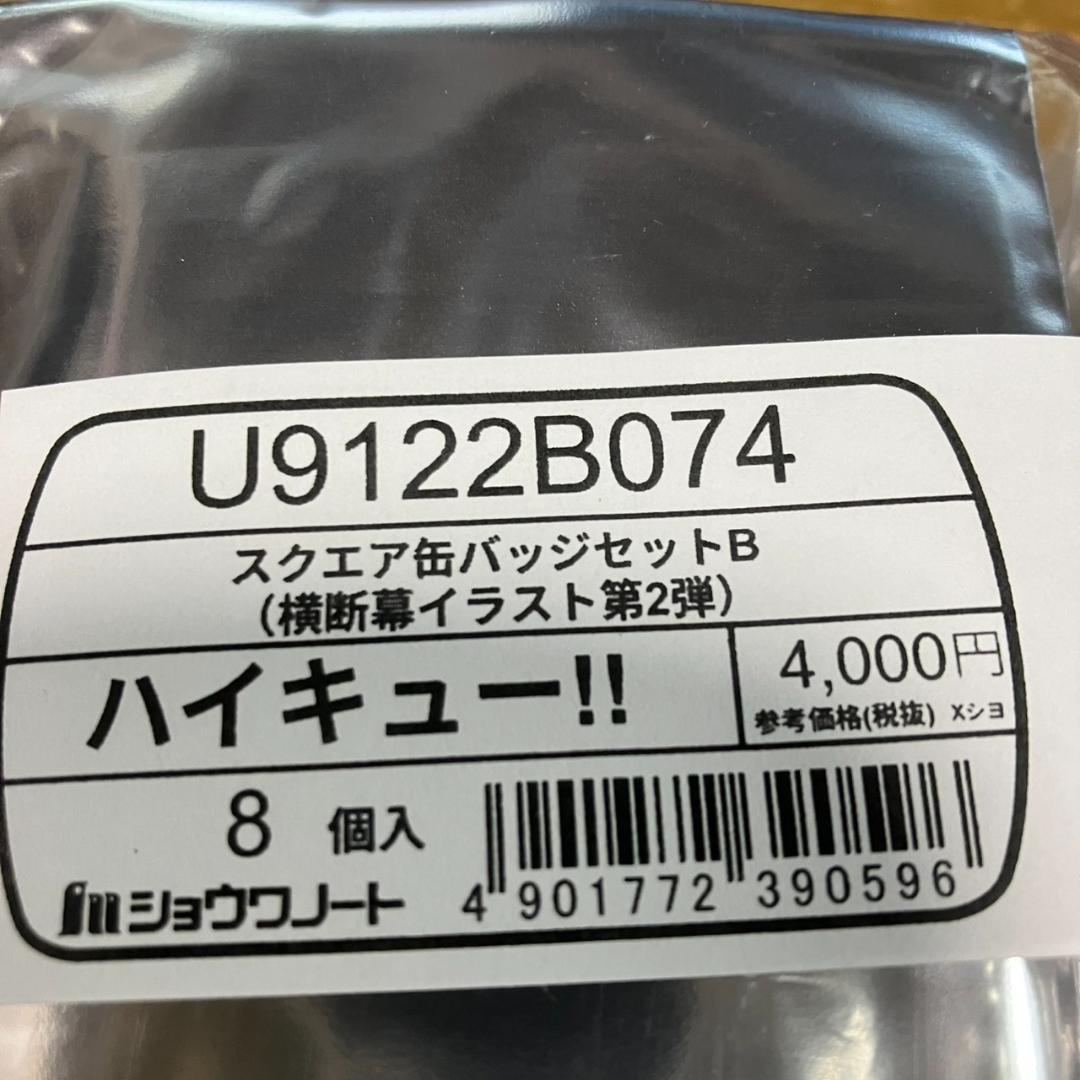 U9122B074
スクエア缶バッジセットB
（横断幕イラスト第2弾）
ハイキュー!!
4,000円
参考価格(税抜) Xショ
8 個入
ショウワノート
4 901772 390596